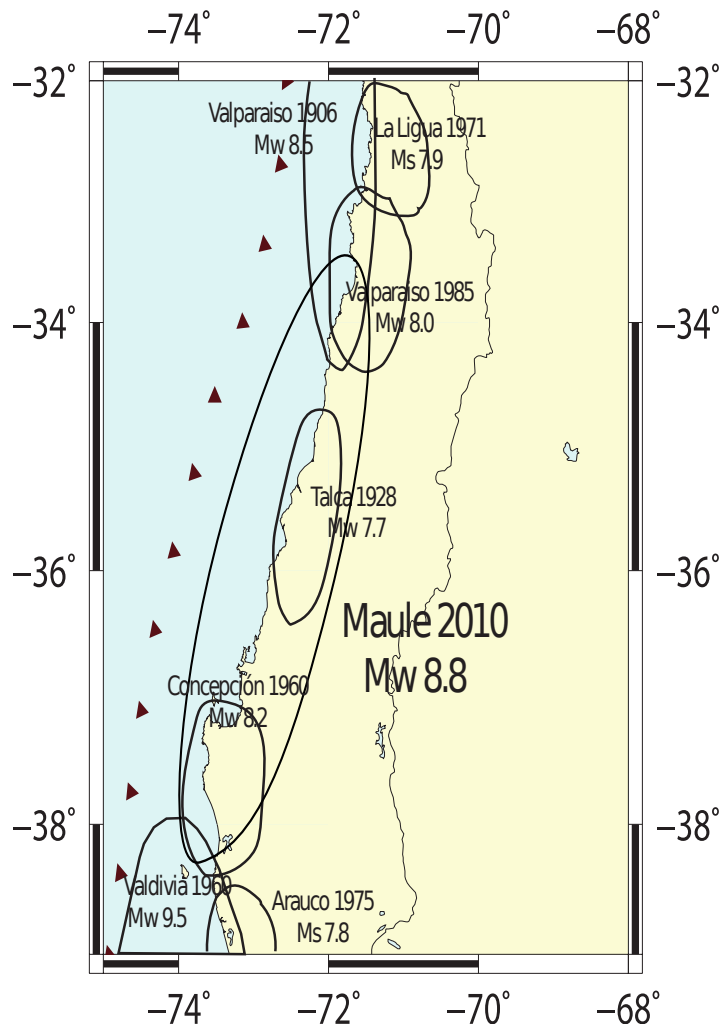 −74° −72° −70° −68°
−32° −32°
Valparaiso 1906
Mw 8.5
La Ligua 1971
Ms 7.9
Valparaiso 1985
Mw 8.0
−34° −34°
Talca 1928
Mw 7.7
−36° −36°
Maule 2010
Mw 8.8
Concepción 1960
Mw 8.2
−38° −38°
Valdivia 1960
Mw 9.5
Arauco 1975
Ms 7.8
−74° −72° −70° −68°